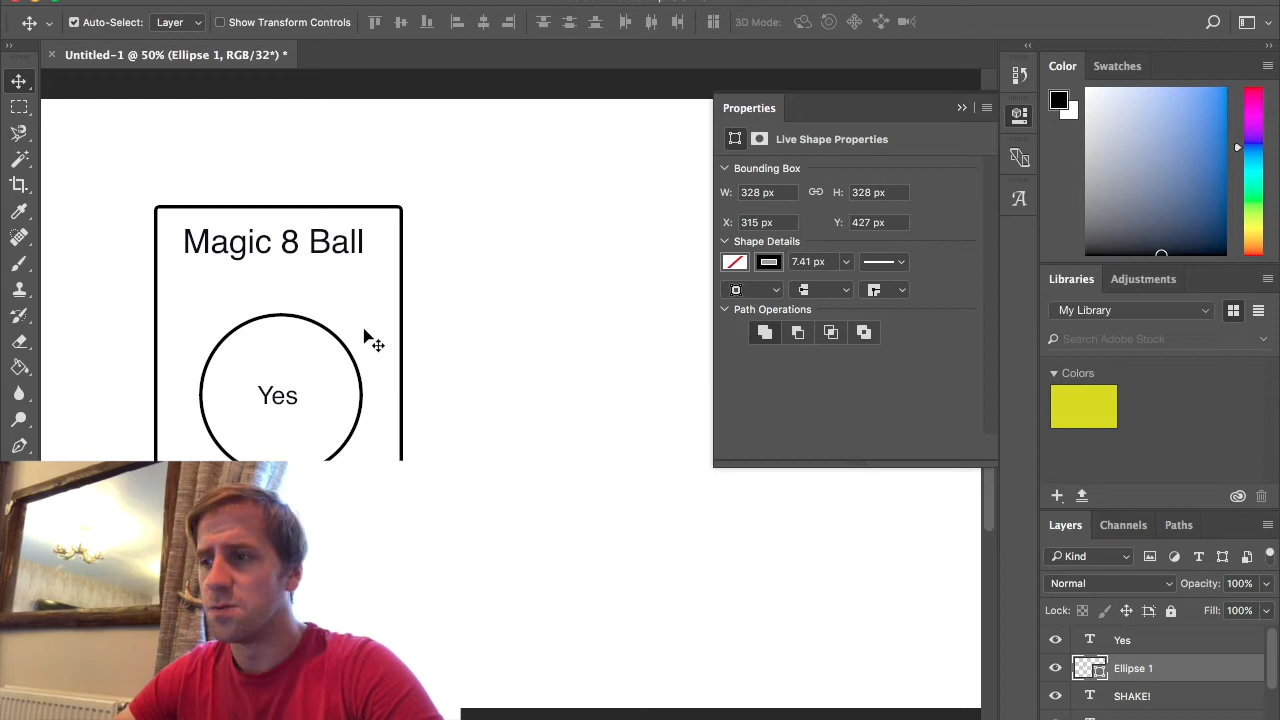 Auto-Select:
Layer
Show Transform Controls
3D Mode:
Untitled-1 @ 50% (Ellipse 1, RGB/32*) *
Magic 8 Ball
Yes
Properties
Live Shape Properties
Bounding Box
W: 328 px
H: 328 px
X: 315 px
Y: 427 px
Shape Details
7.41 px
Path Operations
Color
Swatches
Libraries
Adjustments
My Library
Search Adobe Stock
Colors
Layers
Channels
Paths
Kind
Normal
Opacity: 100%
Lock:
Fill: 100%
Yes
Ellipse 1
SHAKE!